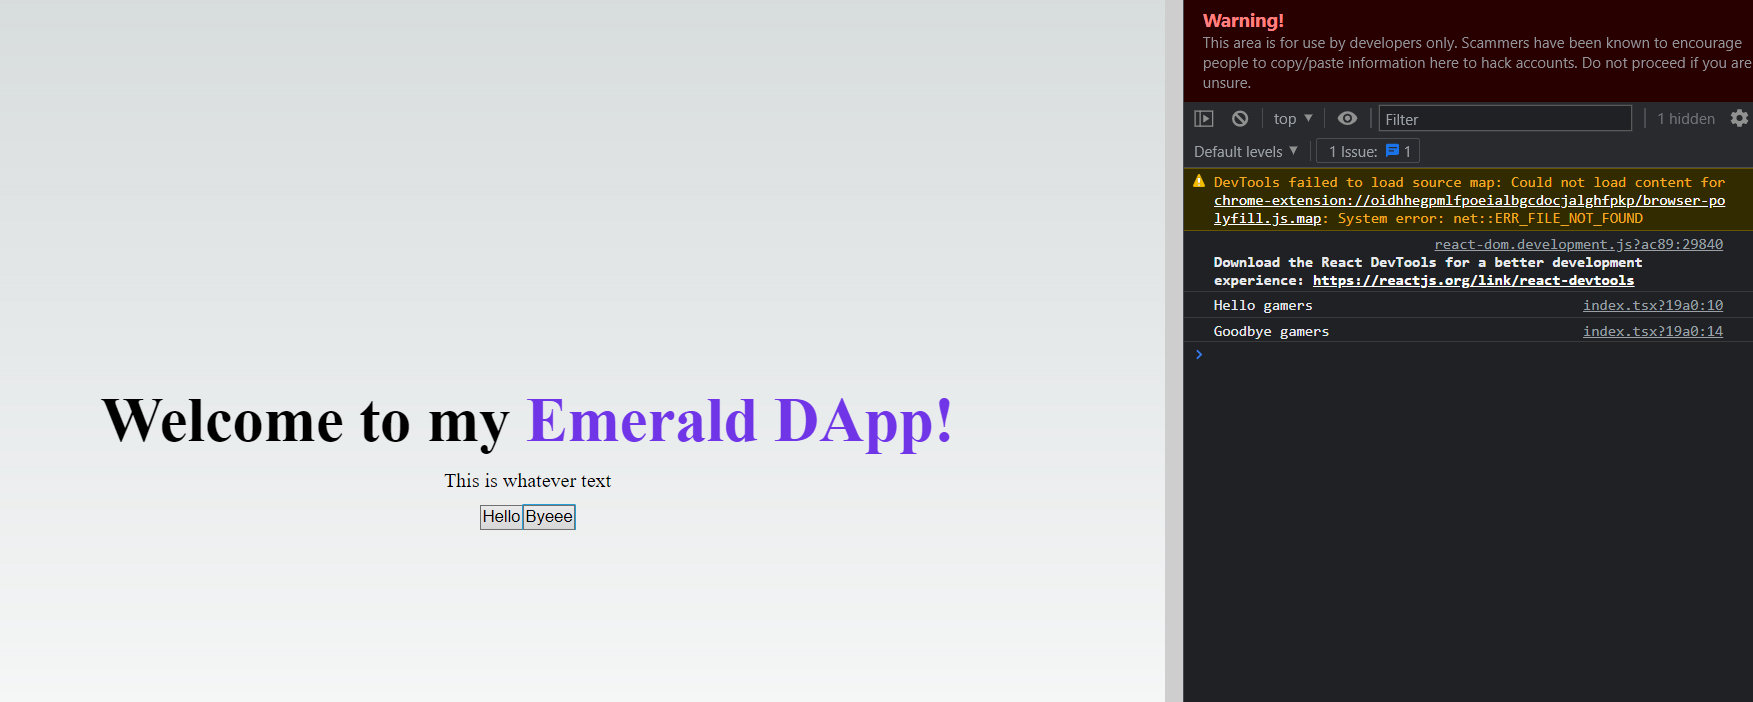 Welcome to my Emerald DApp!
This is whatever text
Hello Byeee
Warning!
This area is for use by developers only. Scammers have been known to encourage
people to copy/paste information here to hack accounts. Do not proceed if you are
unsure.
top Filter 1 hidden
Default levels 1 Issue: 1
DevTools failed to load source map: Could not load content for
chrome-extension://oidhhegpmlfpoeialbgcdocjalghfpkp/browser-po
lyfill.js.map: System error: net::ERR_FILE_NOT_FOUND
react-dom.development.js?ac89:29840
Download the React DevTools for a better development
experience: https://reactjs.org/link/react-devtools
Hello gamers index.tsx?19a0:10
Goodbye gamers index.tsx?19a0:14